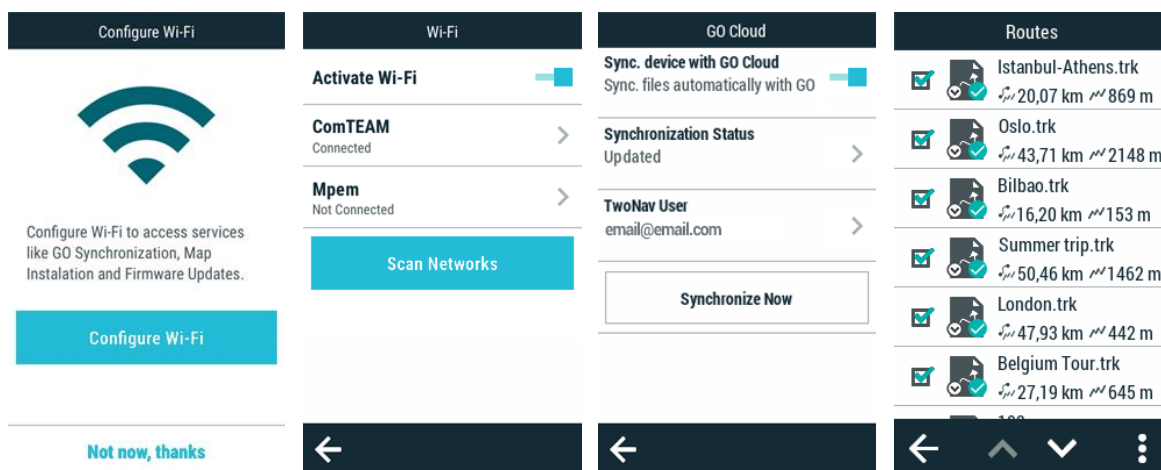 Configure Wi-Fi
Configure Wi-Fi to access services
like GO Synchronization, Map
Instalation and Firmware Updates.
Configure Wi-Fi
Not now, thanks
Wi-Fi
Activate Wi-Fi
ComTEAM
Connected
Mpem
Not Connected
Scan Networks
GO Cloud
Sync. device with GO Cloud
Sync. files automatically with GO
Synchronization Status
Updated
TwoNav User
email@email.com
Synchronize Now
Routes
Istanbul-Athens.trk
20,07 km 869 m
Oslo.trk
43,71 km 2148 m
Bilbao.trk
16,20 km 153 m
Summer trip.trk
50,46 km 1462 m
London.trk
47,93 km 442 m
Belgium Tour.trk
27,19 km 645 m